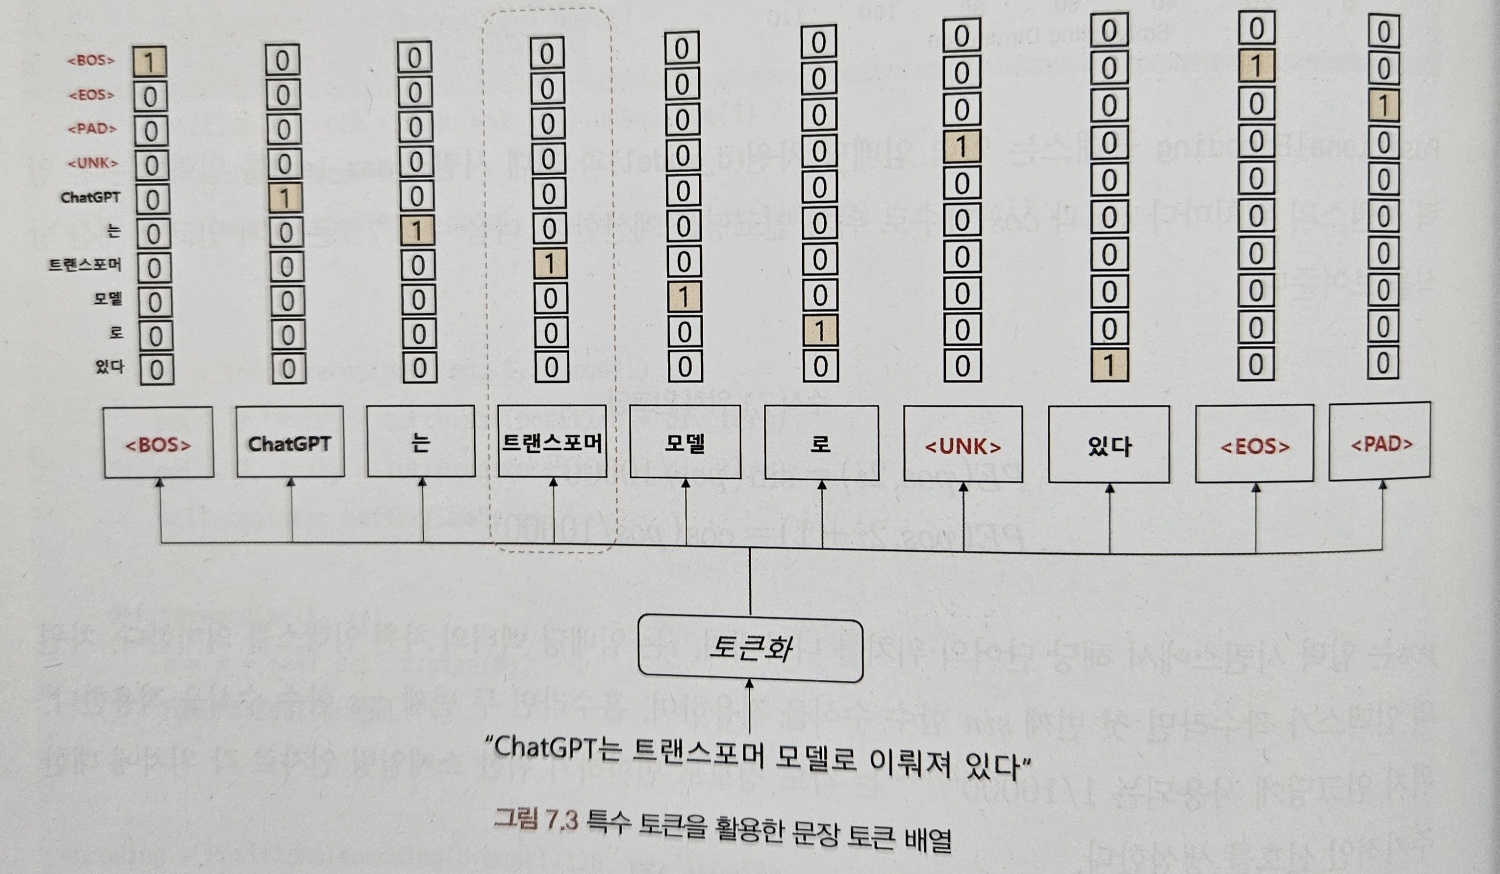 <BOS> 1 0 0 0 0 0 0 0 0 0
<EOS> 0 0 0 0 0 0 0 0 1 0
<PAD> 0 0 0 0 0 0 0 0 0 1
<UNK> 0 0 0 0 0 0 1 0 0 0
ChatGPT 0 1 0 0 0 0 0 0 0 0
는 0 0 1 0 0 0 0 0 0 0
트랜스포머 0 0 0 1 0 0 0 0 0 0
모델 0 0 0 0 1 0 0 0 0 0
로 0 0 0 0 0 1 0 0 0 0
있다 0 0 0 0 0 0 0 1 0 0
<BOS> ChatGPT 는 트랜스포머 모델 로 <UNK> 있다 <EOS> <PAD>
토큰화
“ChatGPT는 트랜스포머 모델로 이뤄져 있다”
그림 7.3 특수 토큰을 활용한 문장 토큰 배열